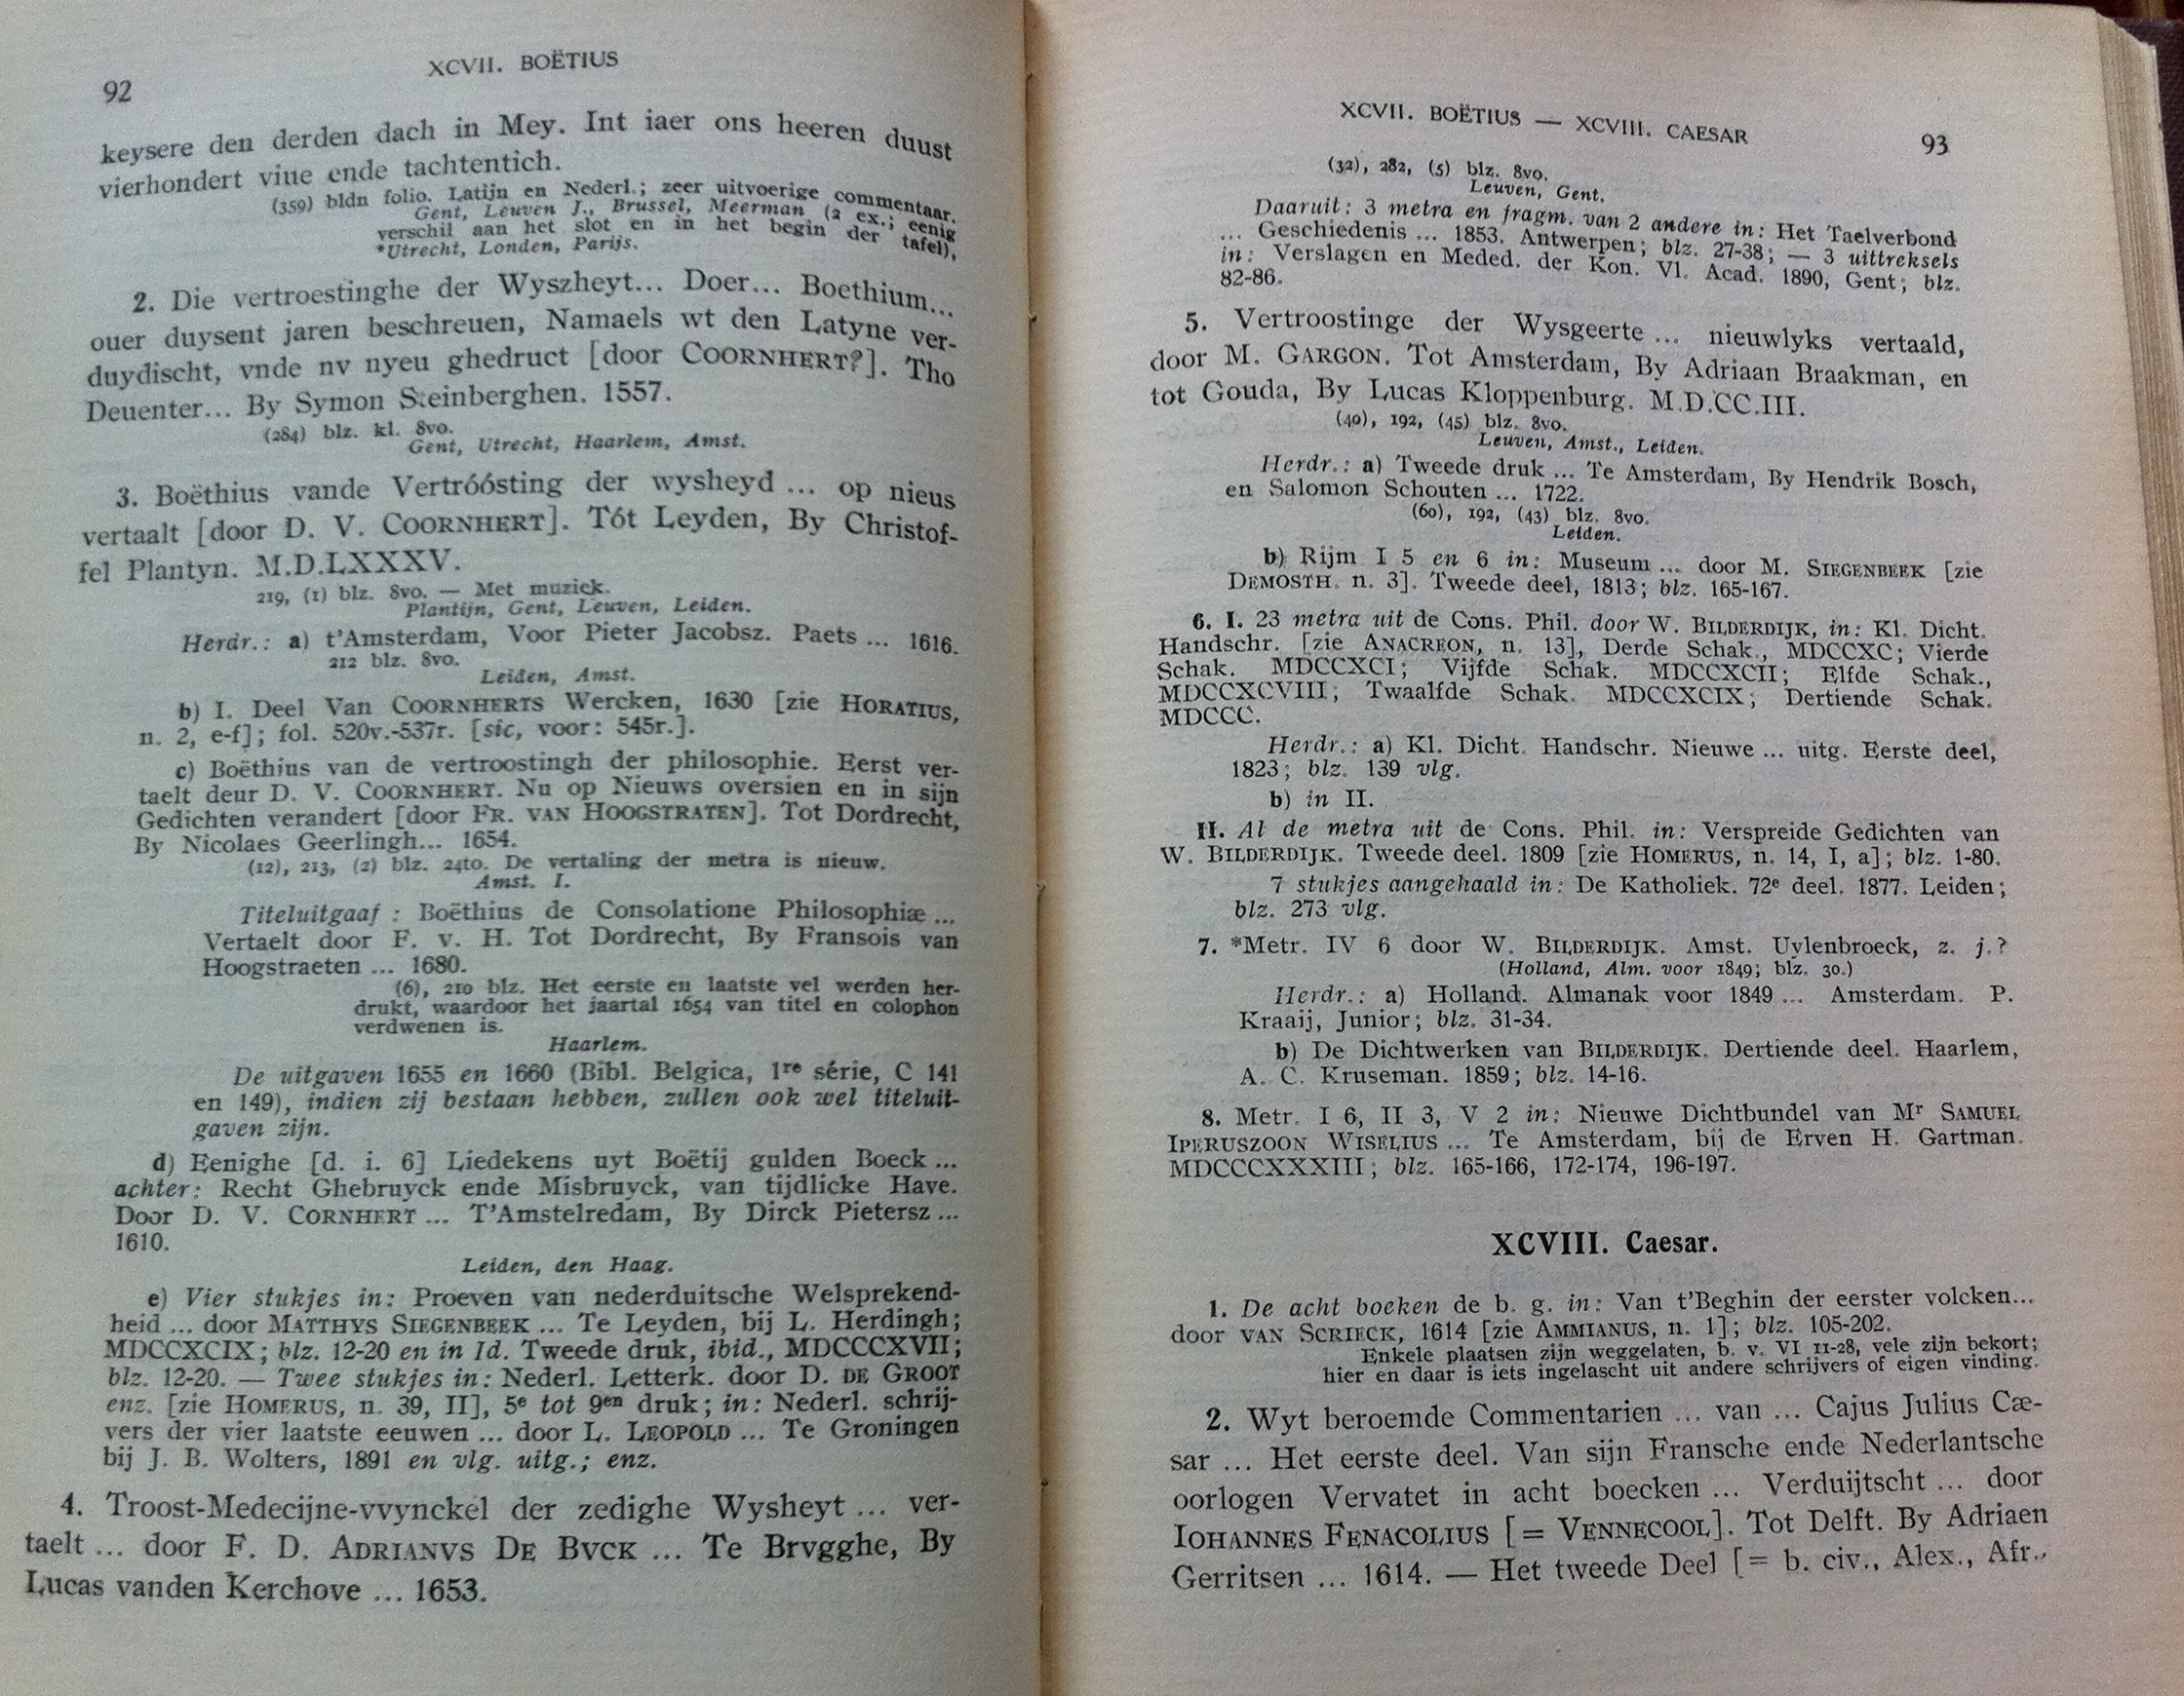 92
XCVII. BOËTIUS
keysere den derden dach in Mey. Int iaer ons heeren duust
vierhondert viue ende tachtentich.
(359) bldn folio. Latijn en Nederl.; zeer uitvoerige commentaar.
Gent, Leuven J., Brussel, Meerman (2 ex.; eenig
verschil aan het slot en in het begin der tafel),
*Utrecht, Londen, Parijs.
2. Die vertroestinghe der Wyszheyt... Doer... Boethium...
ouer duysent jaren beschreuen, Namaels wt den Latyne ver-
duydischt, vnde nv nyeu ghedruct [door COORNHERT?]. Tho
Deuenter... By Symon Steinberghen. 1557.
(284) blz. kl. 8vo.
Gent, Utrecht, Haarlem, Amst.
3. Boëthius vande Vertróósting der wysheyd ... op nieus
vertaalt [door D. V. COORNHERT]. Tót Leyden, By Christof-
fel Plantyn. M.D.LXXXV.
219, (1) blz. 8vo. — Met muziek.
Plantijn, Gent, Leuven, Leiden.
Herdr.: a) t'Amsterdam, Voor Pieter Jacobsz. Paets ... 1616.
212 blz. 8vo.
Leiden, Amst.
b) I. Deel Van COORNHERTS Wercken, 1630 [zie HORATIUS,
n. 2, e-f]; fol. 520v.-537r. [sic, voor: 545r.].
c) Boëthius van de vertroostingh der philosophie. Eerst ver-
taelt deur D. V. COORNHERT. Nu op Nieuws oversien en in sijn
Gedichten verandert [door FR. VAN HOOGSTRATEN]. Tot Dordrecht,
By Nicolaes Geerlingh... 1654.
(12), 213, (2) blz. 24to. De vertaling der metra is nieuw.
Amst. I.
Titeluitgaaf : Boëthius de Consolatione Philosophiæ ...
Vertaelt door F. v. H. Tot Dordrecht, By Fransois van
Hoogstraeten ... 1680.
(6), 210 blz. Het eerste en laatste vel werden her-
drukt, waardoor het jaartal 1654 van titel en colophon
verdwenen is.
Haarlem.
De uitgaven 1655 en 1660 (Bibl. Belgica, 1re série, C 141
en 149), indien zij bestaan hebben, zullen ook wel titeluit-
gaven zijn.
d) Eenighe [d. i. 6] Liedekens uyt Boëtij gulden Boeck ...
achter: Recht Ghebruyck ende Misbruyck, van tijdlicke Have.
Door D. V. CORNHERT ... T'Amstelredam, By Dirck Pietersz ...
1610.
Leiden, den Haag.
e) Vier stukjes in: Proeven van nederduitsche Welsprekend-
heid ... door MATTHYS SIEGENBEEK ... Te Leyden, bij L. Herdingh;
MDCCXCIX; blz. 12-20 en in Id. Tweede druk, ibid., MDCCCXVII;
blz. 12-20. — Twee stukjes in: Nederl. Letterk. door D. DE GROOT
enz. [zie HOMERUS, n. 39, II], 5e tot 9en druk; in: Nederl. schrij-
vers der vier laatste eeuwen ... door L. LEOPOLD ... Te Groningen
bij J. B. Wolters, 1891 en vlg. uitg.; enz.
4. Troost-Medecijne-vvynckel der zedighe Wysheyt ... ver-
taelt ... door F. D. ADRIANVS DE BVCK ... Te Brvgghe, By
Lucas vanden Kerchove ... 1653.
XCVII. BOËTIUS — XCVIII. CAESAR
93
(32), 282, (5) blz. 8vo.
Leuven, Gent.
Daaruit: 3 metra en fragm. van 2 andere in: Het Taelverbond
... Geschiedenis ... 1853. Antwerpen; blz. 27-38; — 3 uittreksels
in: Verslagen en Meded. der Kon. Vl. Acad. 1890, Gent; blz.
82-86.
5. Vertroostinge der Wysgeerte ... nieuwlyks vertaald,
door M. GARGON. Tot Amsterdam, By Adriaan Braakman, en
tot Gouda, By Lucas Kloppenburg. M.D.CC.III.
(40), 192, (45) blz. 8vo.
Leuven, Amst., Leiden.
Herdr.: a) Tweede druk ... Te Amsterdam, By Hendrik Bosch,
en Salomon Schouten ... 1722.
(60), 192, (43) blz. 8vo.
Leiden.
b) Rijm I 5 en 6 in: Museum ... door M. SIEGENBEEK [zie
DEMOSTH. n. 3]. Tweede deel, 1813; blz. 165-167.
6. I. 23 metra uit de Cons. Phil. door W. BILDERDIJK, in: Kl. Dicht.
Handschr. [zie ANACREON, n. 13], Derde Schak., MDCCXC; Vierde
Schak. MDCCXCI; Vijfde Schak. MDCCXCII; Elfde Schak.,
MDCCXCVIII; Twaalfde Schak. MDCCXCIX; Dertiende Schak.
MDCCC.
Herdr.: a) Kl. Dicht. Handschr. Nieuwe ... uitg. Eerste deel,
1823; blz. 139 vlg.
b) in II.
II. Al de metra uit de Cons. Phil. in: Verspreide Gedichten van
W. BILDERDIJK. Tweede deel. 1809 [zie HOMERUS, n. 14, I, a]; blz. 1-80.
7 stukjes aangehaald in: De Katholiek. 72e deel. 1877. Leiden;
blz. 273 vlg.
7. *Metr. IV 6 door W. BILDERDIJK. Amst. Uylenbroeck, z. j.?
(Holland, Alm. voor 1849; blz. 30.)
Herdr.: a) Holland. Almanak voor 1849 ... Amsterdam. P.
Kraaij, Junior; blz. 31-34.
b) De Dichtwerken van BILDERDIJK. Dertiende deel. Haarlem,
A. C. Kruseman. 1859; blz. 14-16.
8. Metr. I 6, II 3, V 2 in: Nieuwe Dichtbundel van Mr SAMUEL
IPERUSZOON WISELIUS ... Te Amsterdam, bij de Erven H. Gartman.
MDCCCXXXIII; blz. 165-166, 172-174, 196-197.
XCVIII. Caesar.
1. De acht boeken de b. g. in: Van t'Beghin der eerster volcken...
door VAN SCRIECK, 1614 [zie AMMIANUS, n. 1]; blz. 105-202.
Enkele plaatsen zijn weggelaten, b. v. VI 11-28, vele zijn bekort;
hier en daar is iets ingelascht uit andere schrijvers of eigen vinding.
2. Wyt beroemde Commentarien ... van ... Cajus Julius Cæ-
sar ... Het eerste deel. Van sijn Fransche ende Nederlantsche
oorlogen Vervatet in acht boecken ... Verduijtscht ... door
IOHANNES FENACOLIUS [= VENNECOOL]. Tot Delft. By Adriaen
Gerritsen ... 1614. — Het tweede Deel [= b. civ., Alex., Afr.,